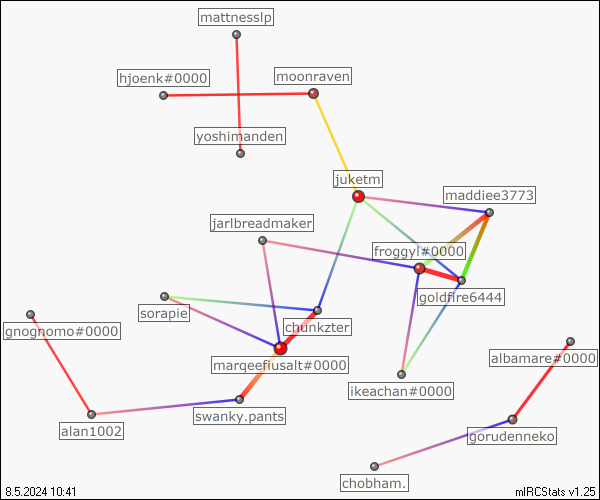 mattnesslp
hjoenk#0000
moonraven
yoshimanden
juketm
maddiee3773
jarlbreadmaker
froggyl#0000
goldfire6444
sorapie
chunkzter
gnognomo#0000
albamare#0000
margeefiusalt#0000
ikeachan#0000
swanky.pants
alan1002
gorudenneko
chobham.
8.5.2024 10:41
mIRCStats v1.25